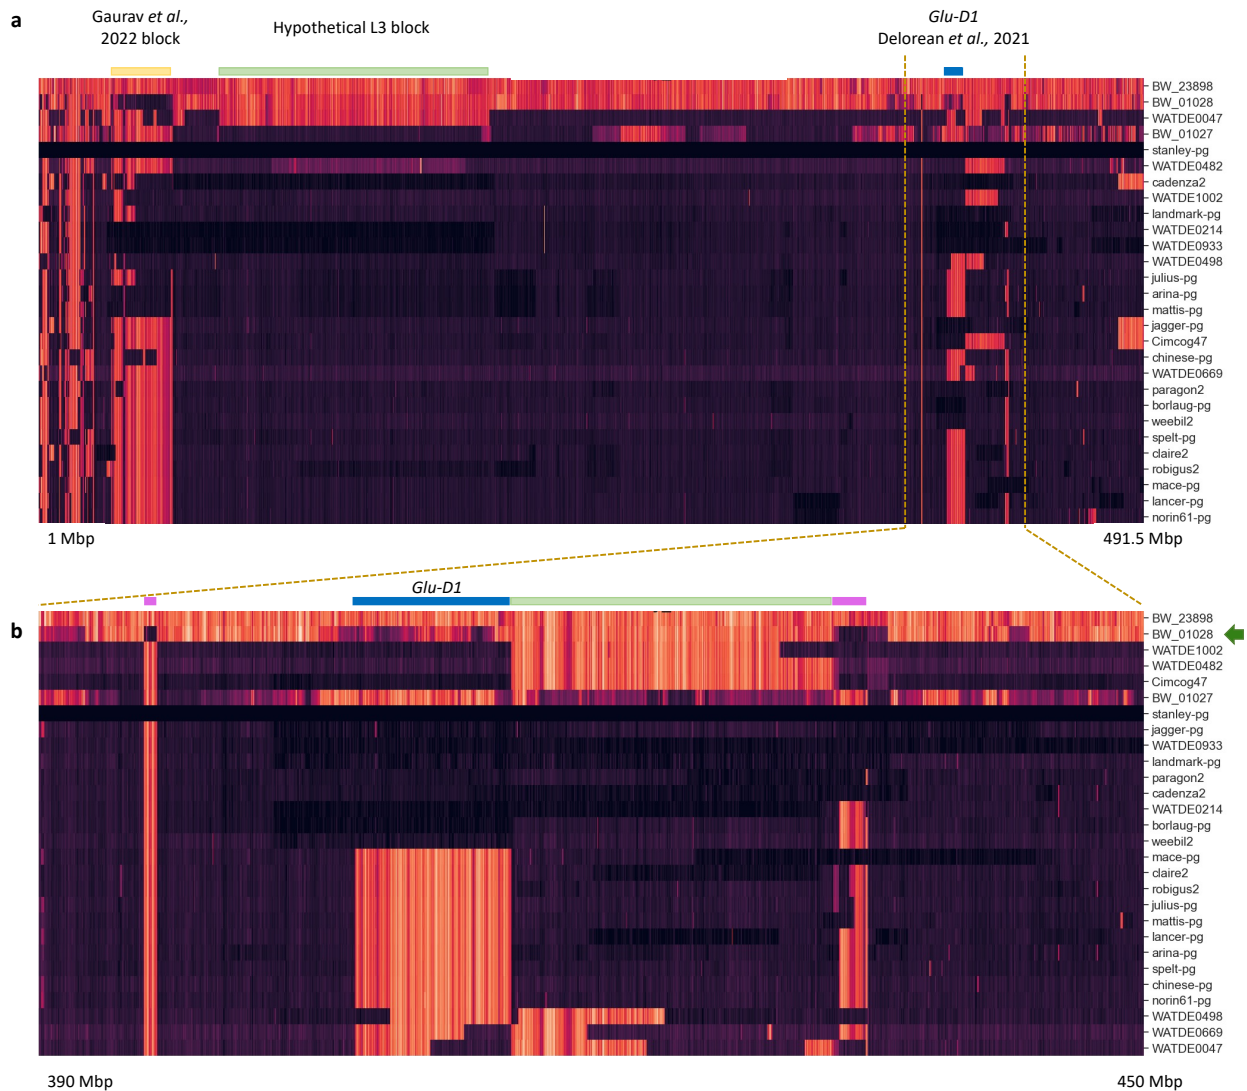 a
Gaurav et al.,
2022 block
Hypothetical L3 block
Glu-D1
Delorean et al., 2021
BW_23898
BW_01028
WATDE0047
BW_01027
stanley-pg
WATDE0482
cadenza2
WATDE1002
landmark-pg
WATDE0214
WATDE0933
WATDE0498
julius-pg
arina-pg
mattis-pg
jagger-pg
Cimcog47
chinese-pg
WATDE0669
paragon2
borlaug-pg
weebil2
spelt-pg
claire2
robigus2
mace-pg
lancer-pg
norin61-pg
1 Mbp
491.5 Mbp
Glu-D1
b
BW_23898
BW_01028
WATDE1002
WATDE0482
Cimcog47
BW_01027
stanley-pg
jagger-pg
WATDE0933
landmark-pg
paragon2
cadenza2
WATDE0214
borlaug-pg
weebil2
mace-pg
claire2
robigus2
julius-pg
mattis-pg
lancer-pg
arina-pg
spelt-pg
chinese-pg
norin61-pg
WATDE0498
WATDE0669
WATDE0047
390 Mbp
450 Mbp